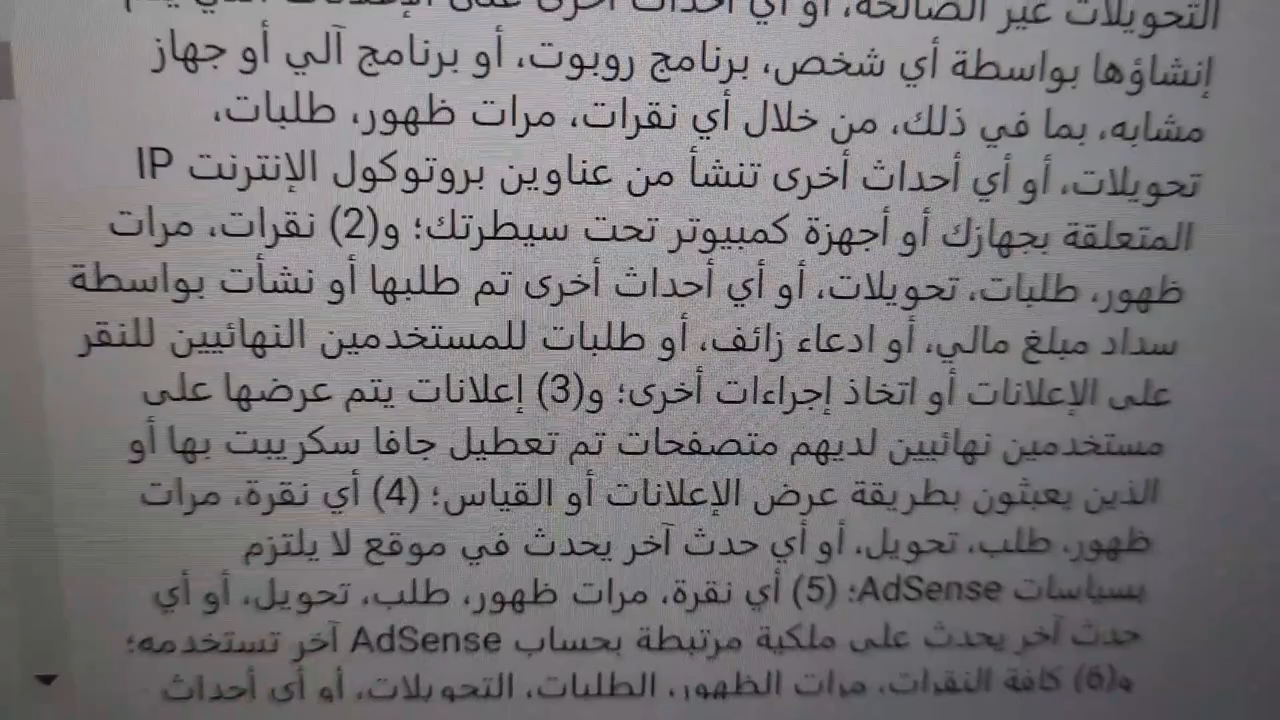 التحويلات غير الصالحة، أو أي أحداث أخرى على الإعلانات الذي يتم
إنشاؤها بواسطة أي شخص، برنامج روبوت، أو برنامج آلي أو جهاز
مشابه، بما في ذلك، من خلال أي نقرات، مرات ظهور، طلبات،
تحويلات، أو أي أحداث أخرى تنشأ من عناوين بروتوكول الإنترنت IP
المتعلقة بجهازك أو أجهزة كمبيوتر تحت سيطرتك؛ و(2) نقرات، مرات
ظهور، طلبات، تحويلات، أو أي أحداث أخرى تم طلبها أو نشأت بواسطة
سداد مبلغ مالي، أو ادعاء زائف، أو طلبات للمستخدمين النهائيين للنقر
على الإعلانات أو اتخاذ إجراءات أخرى؛ و(3) إعلانات يتم عرضها على
مستخدمين نهائيين لديهم متصفحات تم تعطيل جافا سكريبت بها أو
الذين يعبثون بطريقة عرض الإعلانات أو القياس؛ (4) أي نقرة، مرات
ظهور، طلب، تحويل، أو أي حدث آخر يحدث في موقع لا يلتزم
بسياسات AdSense؛ (5) أي نقرة، مرات ظهور، طلب، تحويل، أو أي
حدث آخر يحدث على ملكية مرتبطة بحساب AdSense آخر تستخدمه؛
و(6) كافة النقرات، مرات الظهور، الطلبات، التحويلات، أو أي أحداث